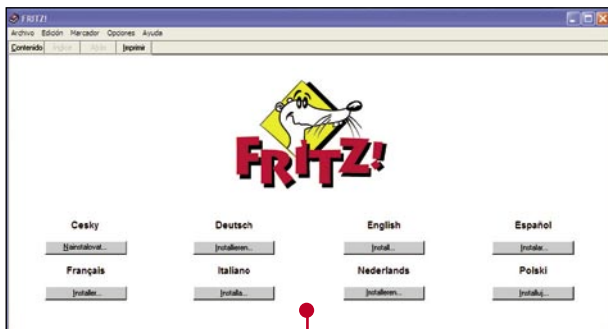 FRITZ!
Archivo Edición Marcador Opciones Ayuda
Contenido Índice Atrás Imprimir
FRITZ!
Cesky Deutsch English Español
Nainstalovat... Installieren... Install... Instalar...
Français Italiano Nederlands Polski
Installer... Installa... Installeren... Instaluj...